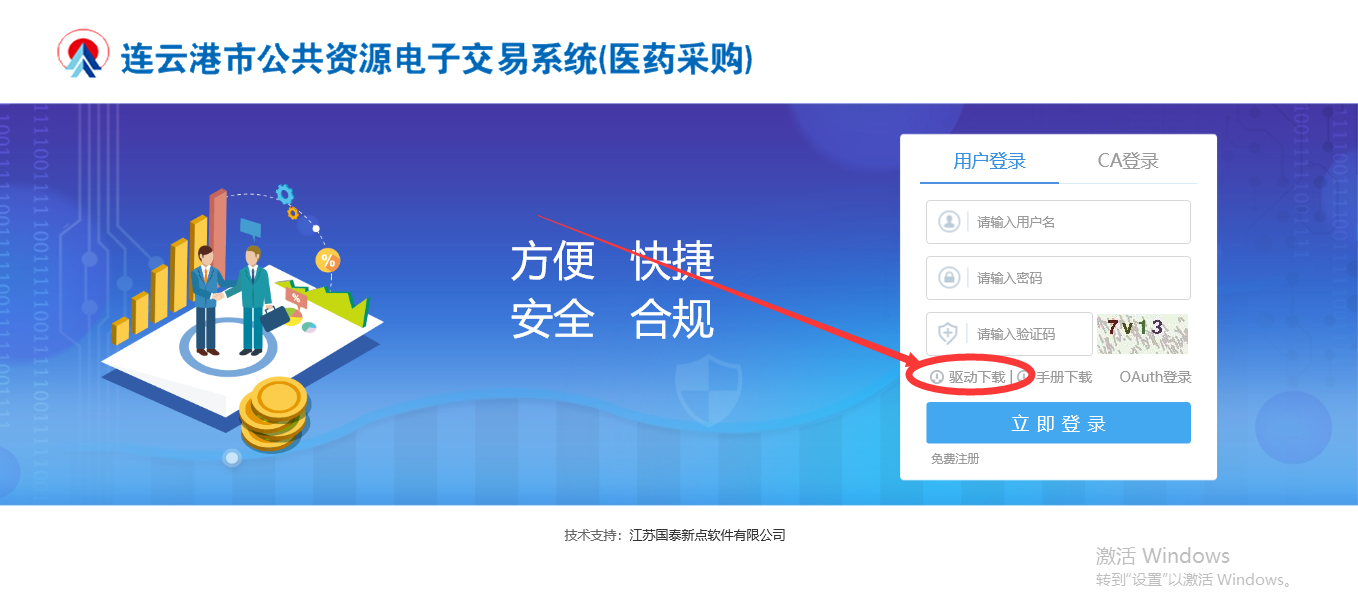 连云港市公共资源电子交易系统(医药采购)
用户登录 CA登录
请输入用户名
请输入密码
请输入验证码 7v13
驱动下载 | 手册下载 OAuth登录
立即登录
免费注册
方便 快捷
安全 合规
%
%
技术支持：江苏国泰新点软件有限公司
激活 Windows
转到“设置”以激活 Windows。